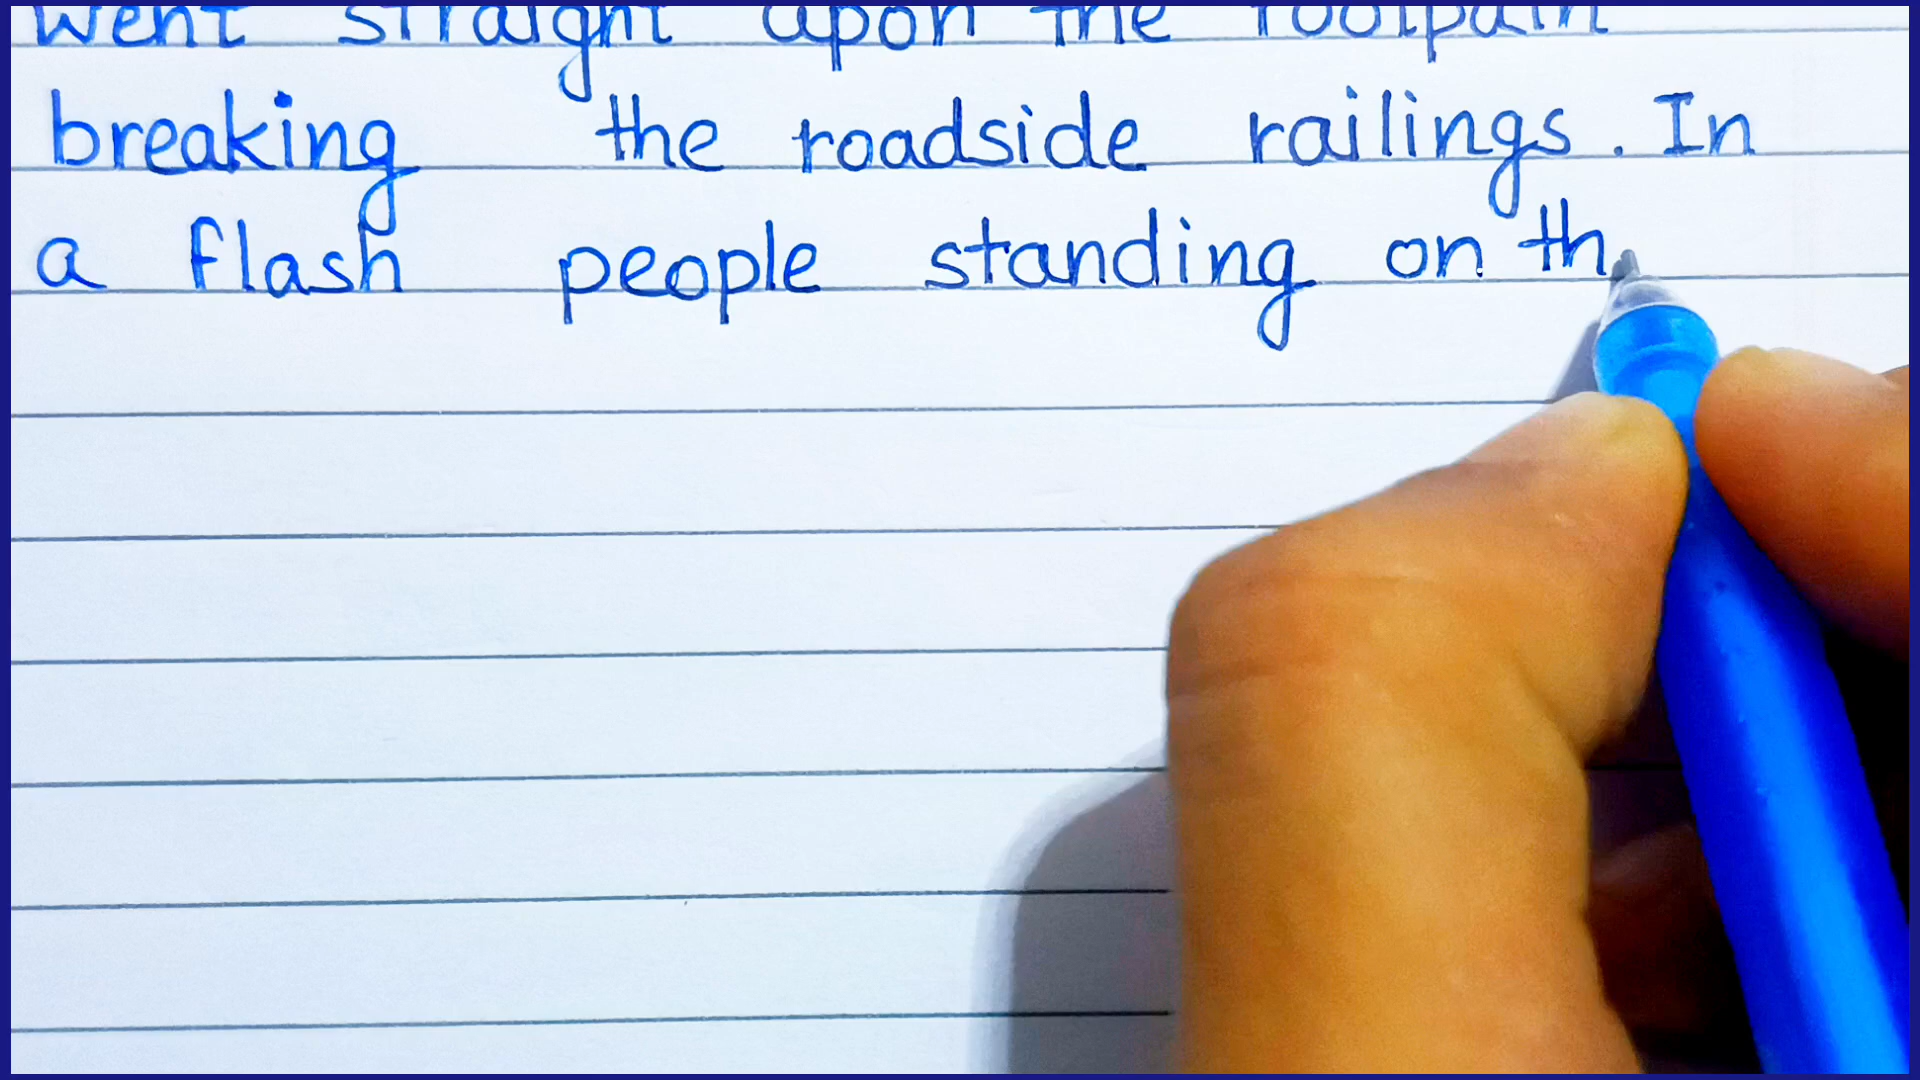 went straight upon the footpath
breaking the roadside railings. In
a flash people standing on th